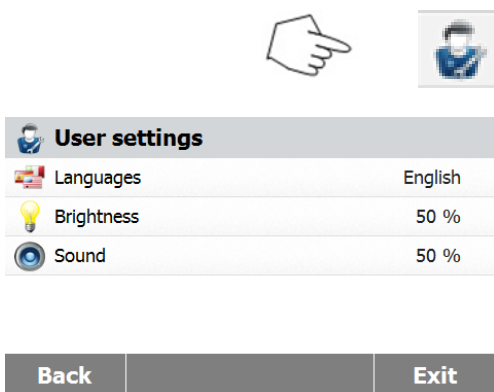 User settings
Languages English
Brightness 50 %
Sound 50 %
Back Exit